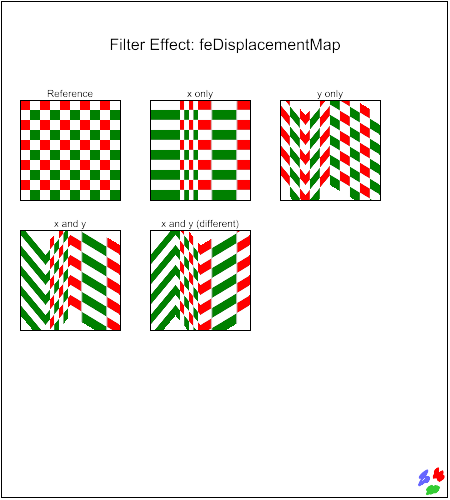 Filter Effect: feDisplacementMap
Reference
x only
y only
x and y
x and y (different)